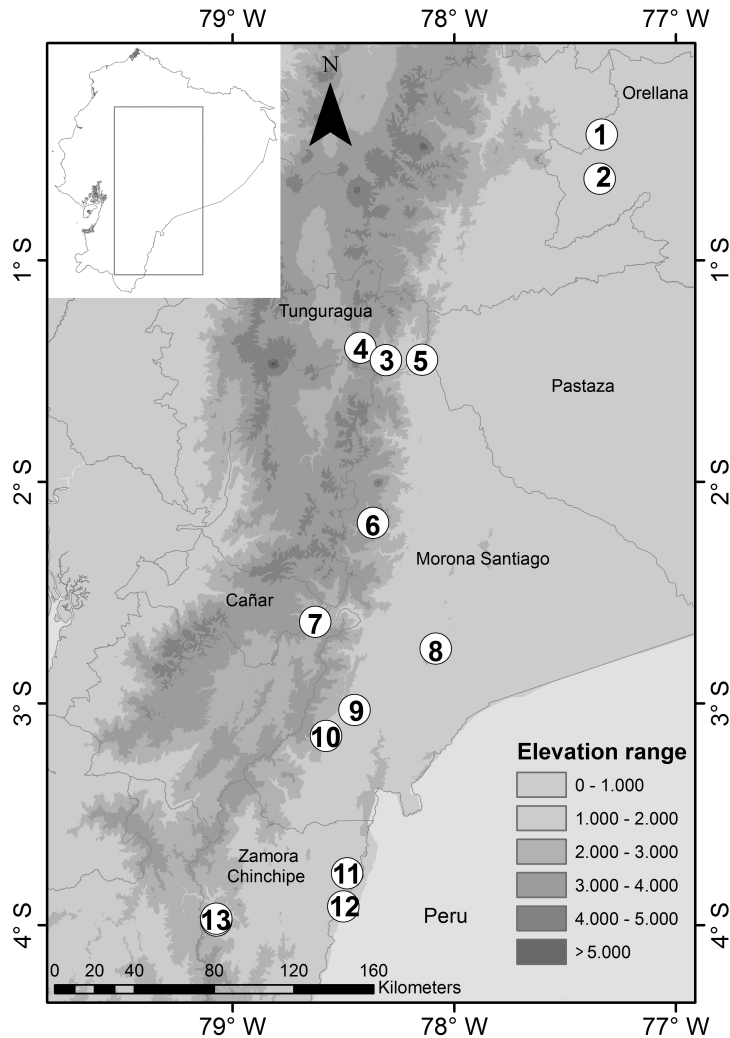 79° W
78° W
77° W
N
Orellana
1
2
1° S
1° S
Tunguragua
4
3
5
Pastaza
2° S
2° S
6
Morona Santiago
Cañar
7
8
3° S
3° S
9
10
Elevation range
0 - 1.000
1.000 - 2.000
2.000 - 3.000
3.000 - 4.000
4.000 - 5.000
> 5.000
Zamora
Chinchipe
11
12
Peru
13
4° S
4° S
0 20 40 80 120 160
Kilometers
79° W
78° W
77° W